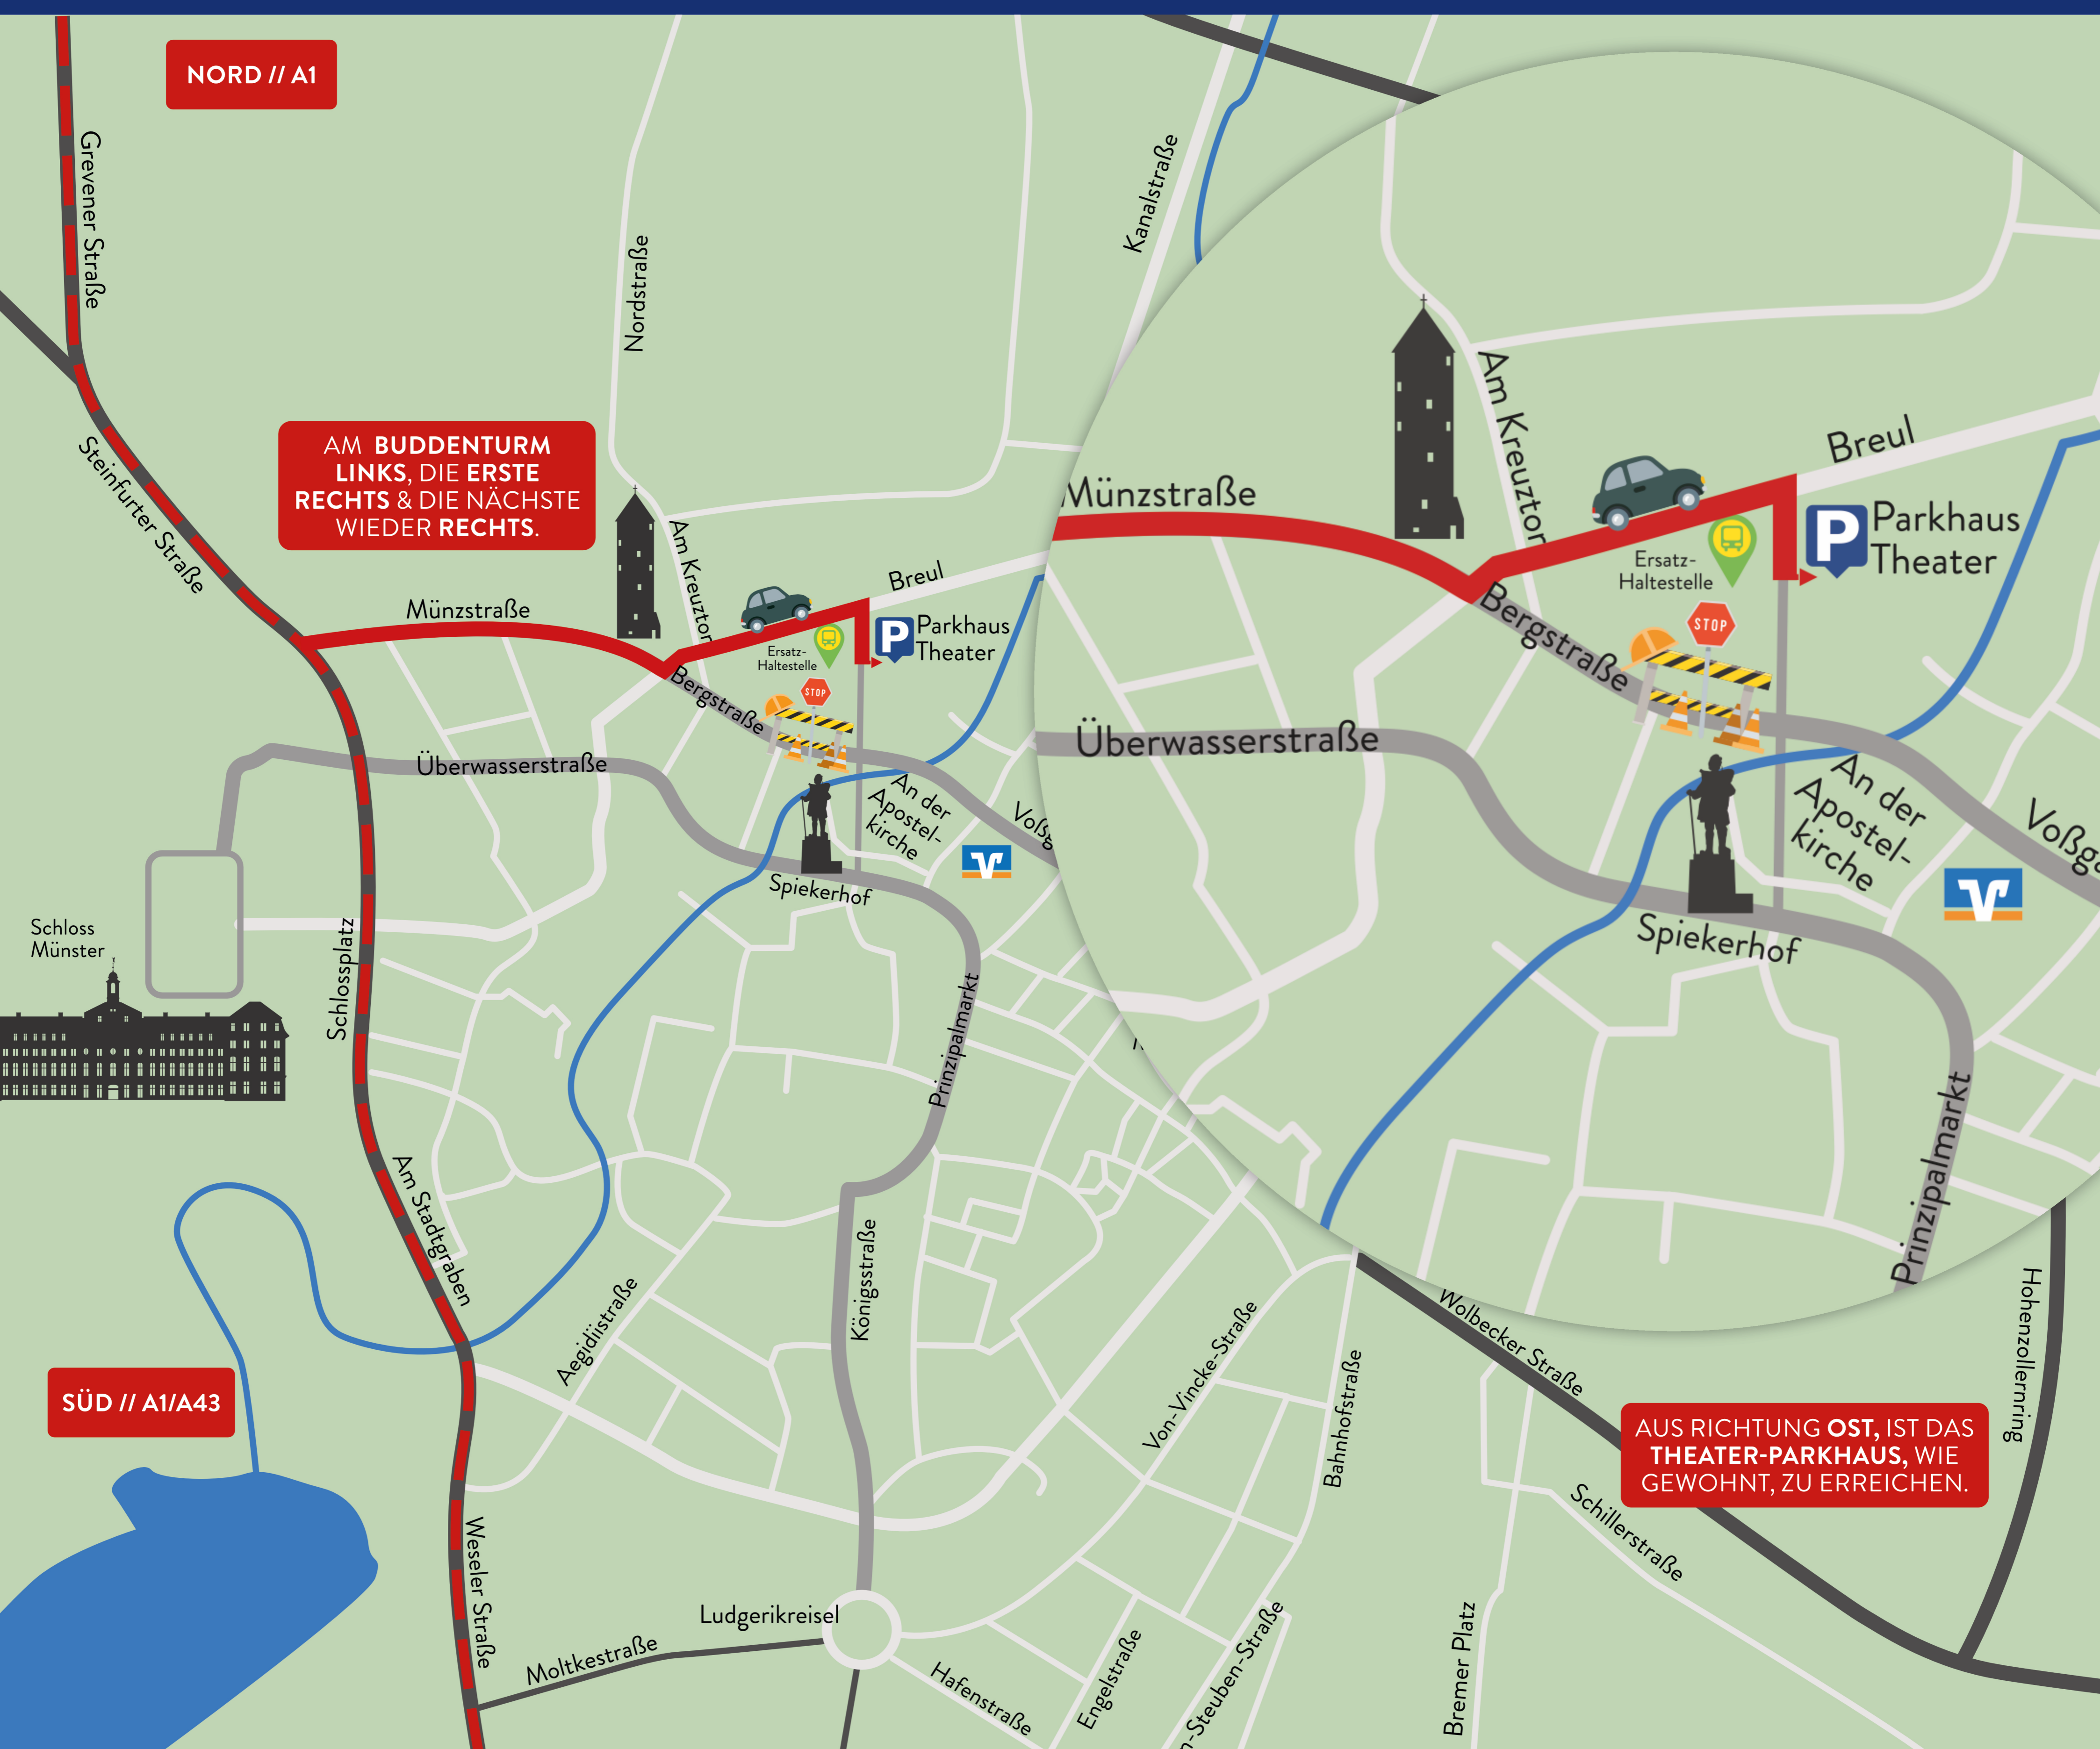 NORD // A1
Grevener Straße
Steinfurter Straße
Nordstraße
Kanalstraße
AM BUDDENTURM
LINKS, DIE ERSTE
RECHTS & DIE NÄCHSTE
WIEDER RECHTS.
Münzstraße
Am Kreuztor
Breul
Ersatz-
Haltestelle
P
Parkhaus
Theater
STOP
Bergstraße
Überwasserstraße
An der
Apostel-
kirche
Spiekerhof
Schloss
Münster
Schlossplatz
Prinzipalmarkt
Am Stadtgraben
Königsstraße
Aegidiistraße
SÜD // A1/A43
Weseler Straße
Moltkestraße
Ludgerikreisel
Hafenstraße
Engelstraße
n-Steuben-Straße
Von-Vincke-Straße
Bahnhofstraße
Bremer Platz
Wolbecker Straße
Schillerstraße
Hohenzollernring
AUS RICHTUNG OST, IST DAS
THEATER-PARKHAUS, WIE
GEWOHNT, ZU ERREICHEN.
Münzstraße
Am Kreuztor
Breul
Ersatz-
Haltestelle
P
Parkhaus
Theater
STOP
Bergstraße
Überwasserstraße
An der
Apostel-
kirche
Spiekerhof
Prinzipalmarkt